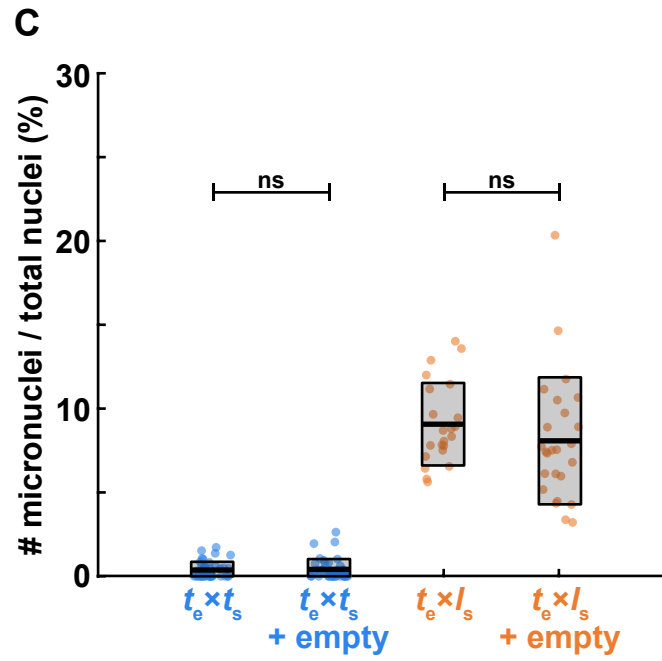 C
# micronuclei / total nuclei (%)
30
20
10
0
ns
ns
tₑ×tₛ
tₑ×tₛ
+ empty
tₑ×lₛ
tₑ×lₛ
+ empty